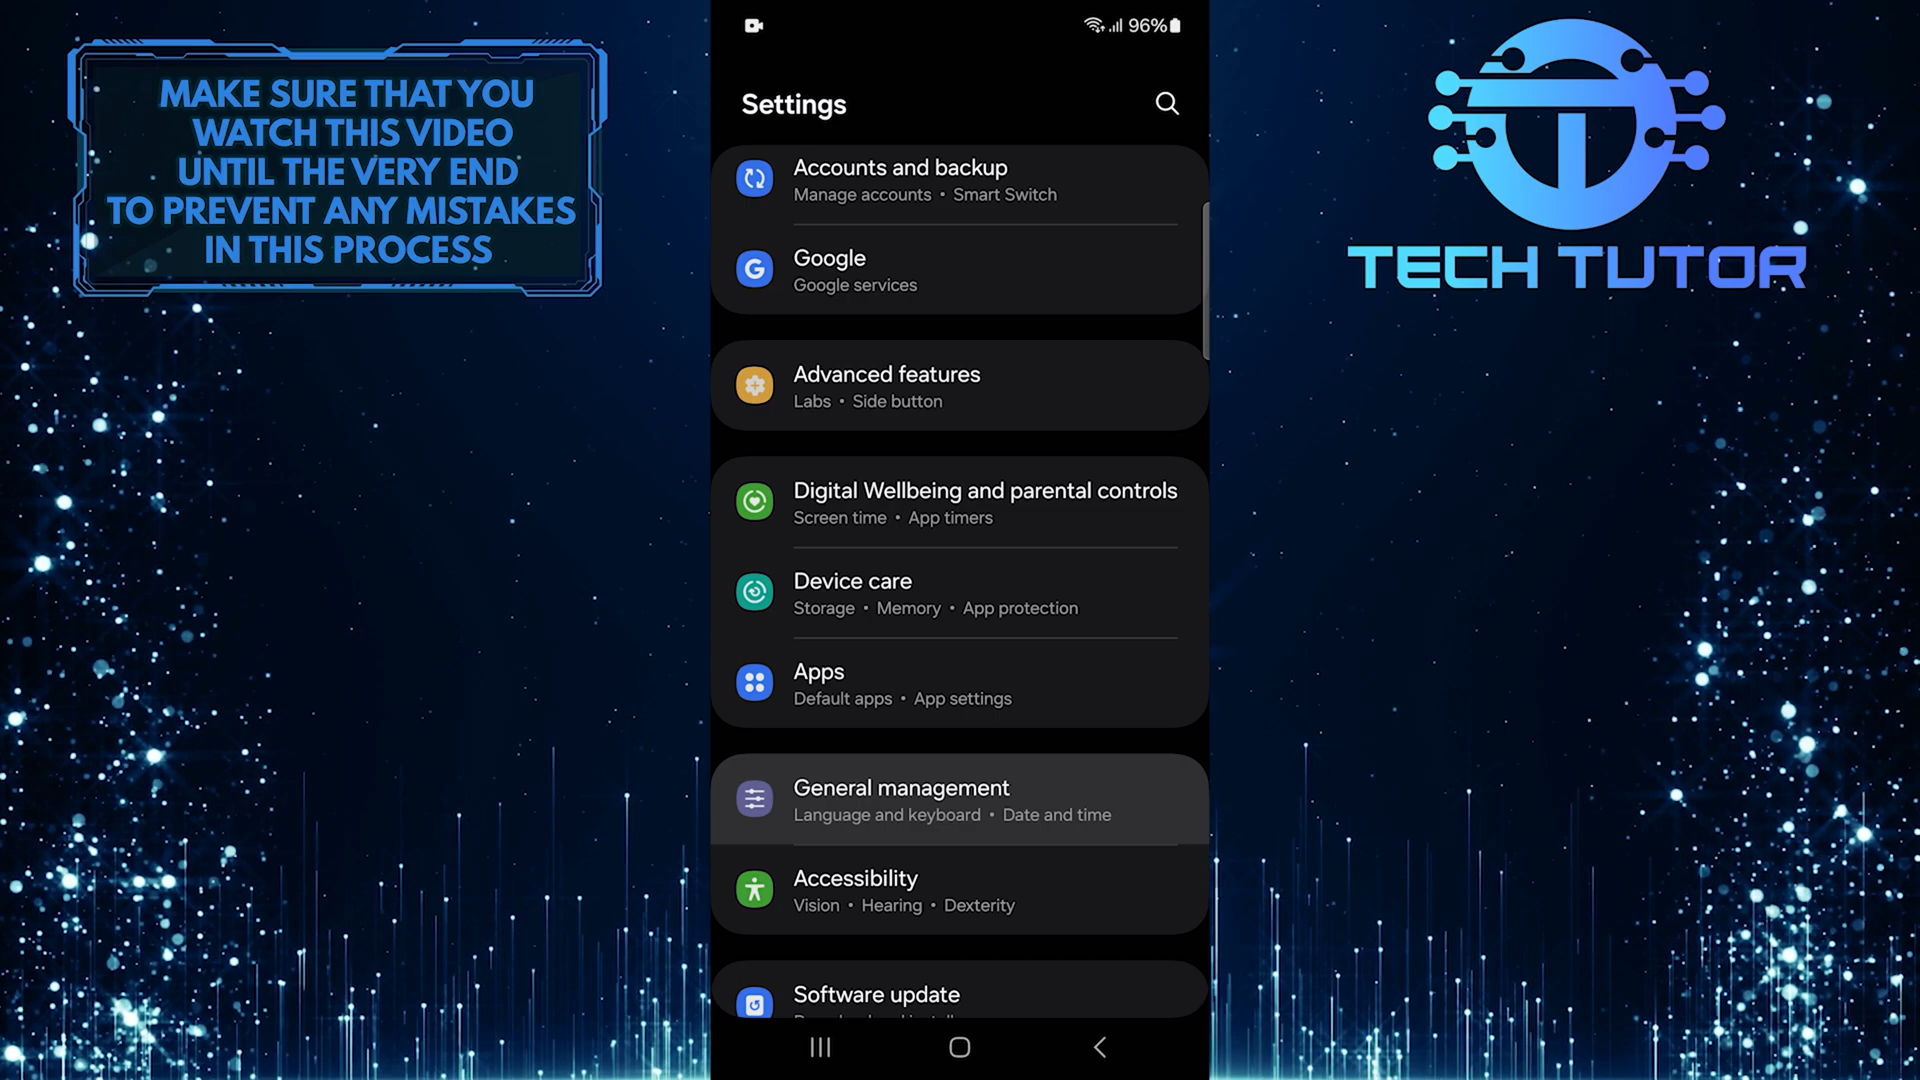 MAKE SURE THAT YOU
WATCH THIS VIDEO
UNTIL THE VERY END
TO PREVENT ANY MISTAKES
IN THIS PROCESS
96%
Settings
Accounts and backup
Manage accounts • Smart Switch
Google
Google services
Advanced features
Labs • Side button
Digital Wellbeing and parental controls
Screen time • App timers
Device care
Storage • Memory • App protection
Apps
Default apps • App settings
General management
Language and keyboard • Date and time
Accessibility
Vision • Hearing • Dexterity
Software update
TECH TUTOR